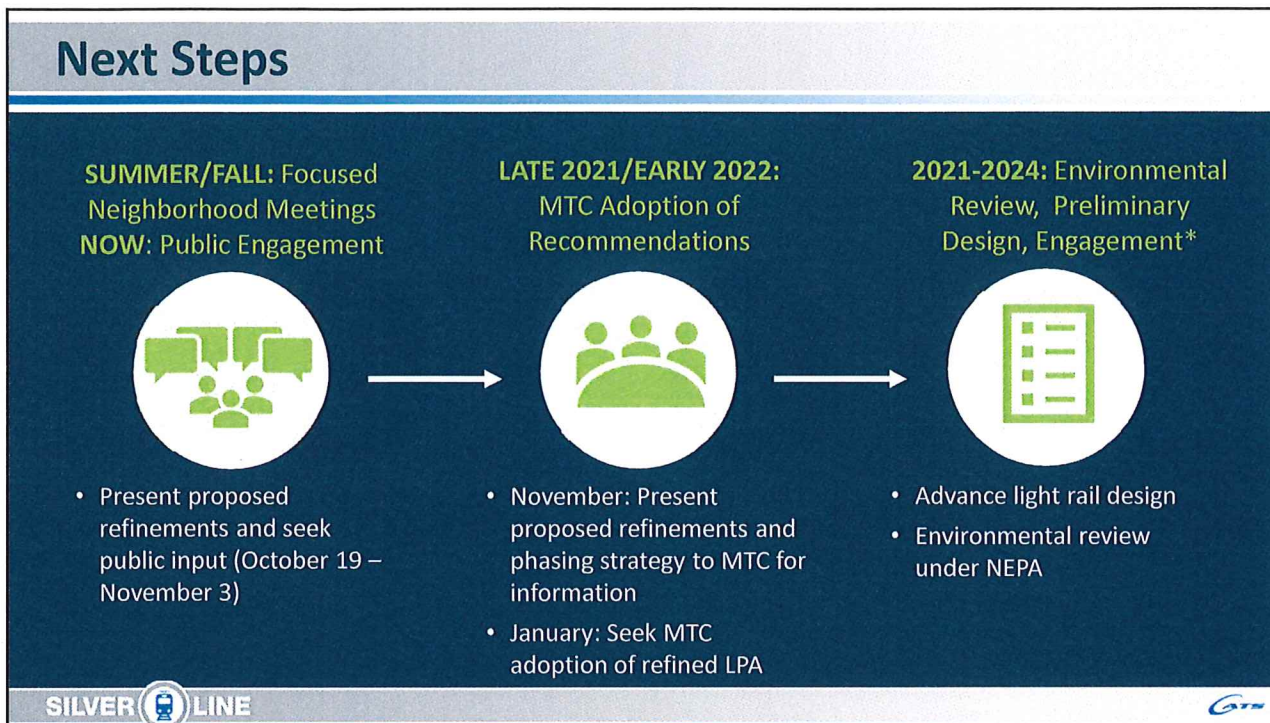 Next Steps
SUMMER/FALL: Focused
Neighborhood Meetings
NOW: Public Engagement
• Present proposed
refinements and seek
public input (October 19 –
November 3)
LATE 2021/EARLY 2022:
MTC Adoption of
Recommendations
• November: Present
proposed refinements and
phasing strategy to MTC for
information
• January: Seek MTC
adoption of refined LPA
2021-2024: Environmental
Review, Preliminary
Design, Engagement*
• Advance light rail design
• Environmental review
under NEPA
SILVER LINE
CATS